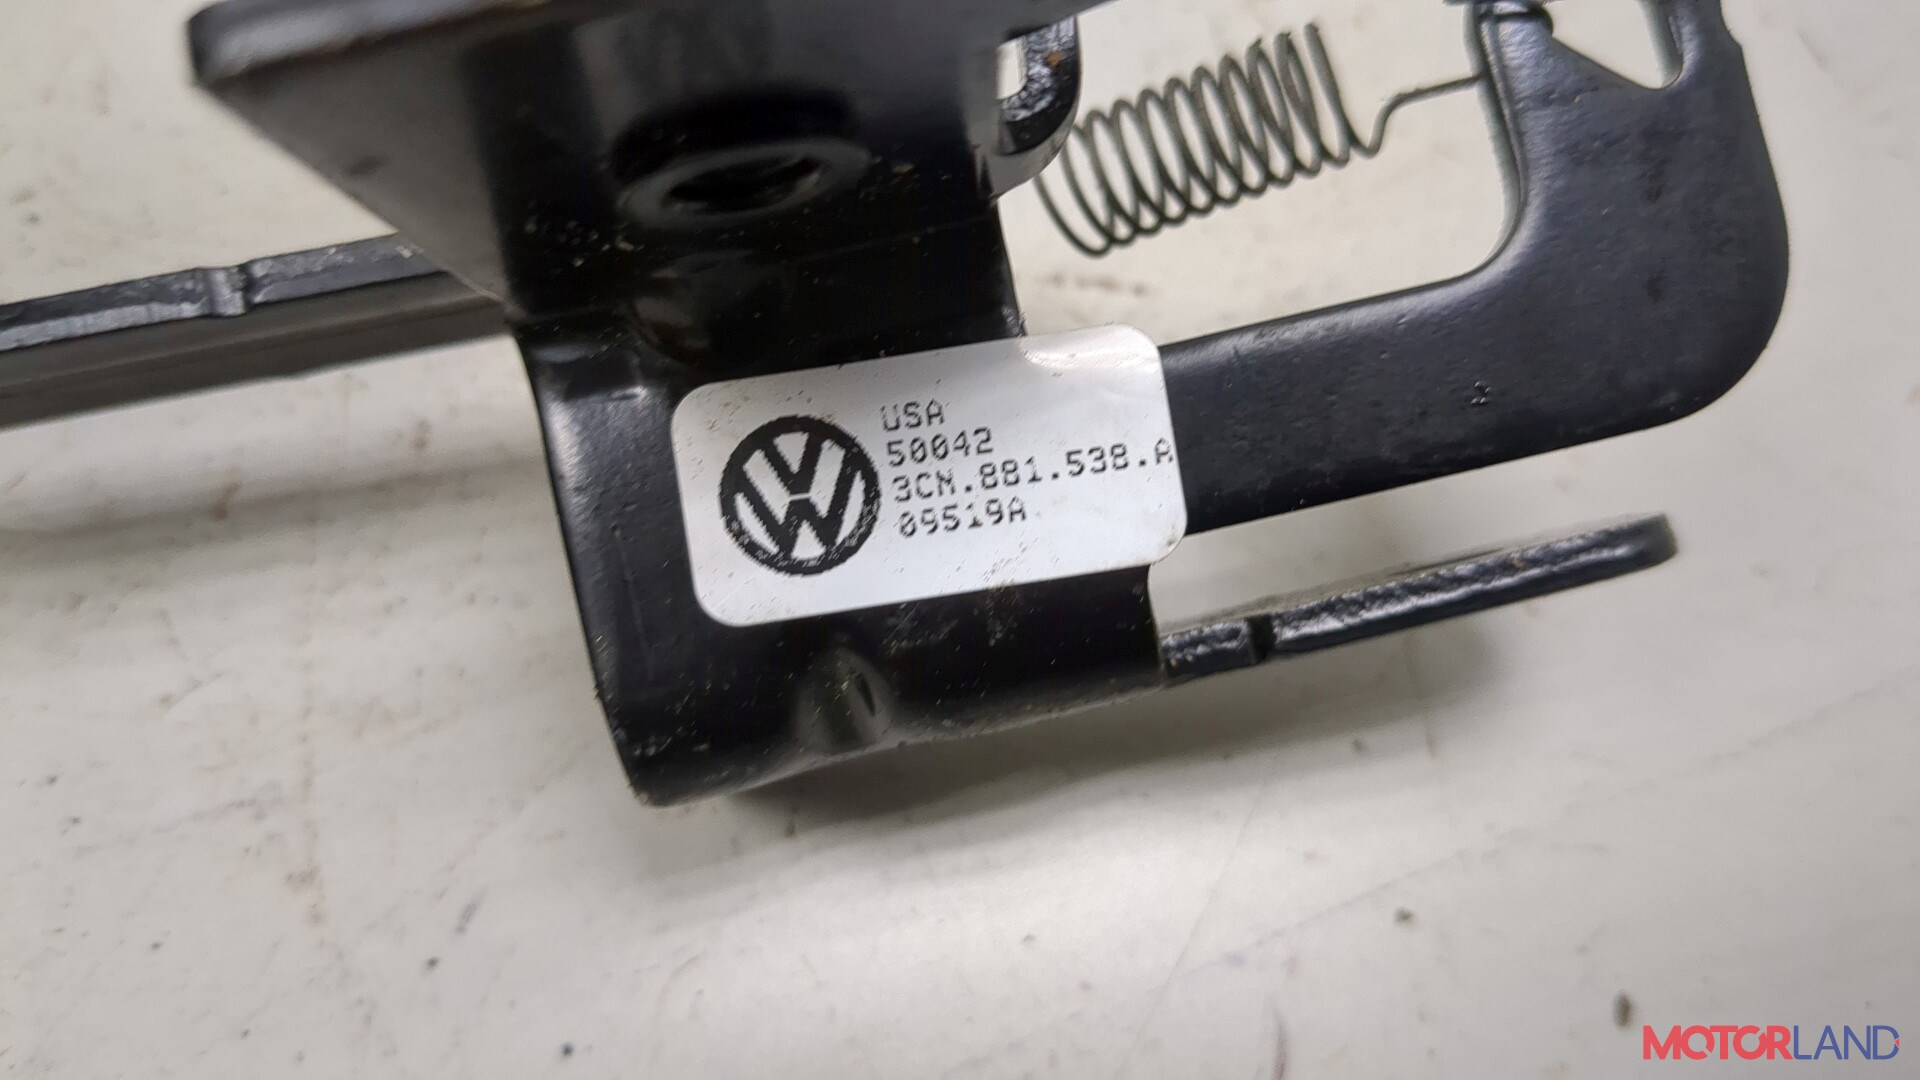 USA
50042
3CN.881.538.A
09519A
MOTORLAND